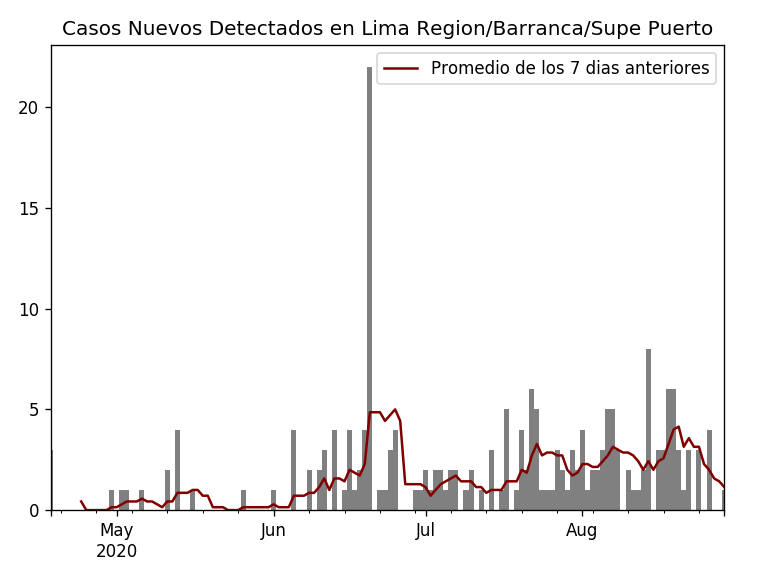 Casos Nuevos Detectados en Lima Region/Barranca/Supe Puerto
Promedio de los 7 dias anteriores
20
15
10
5
0
May
2020
Jun
Jul
Aug